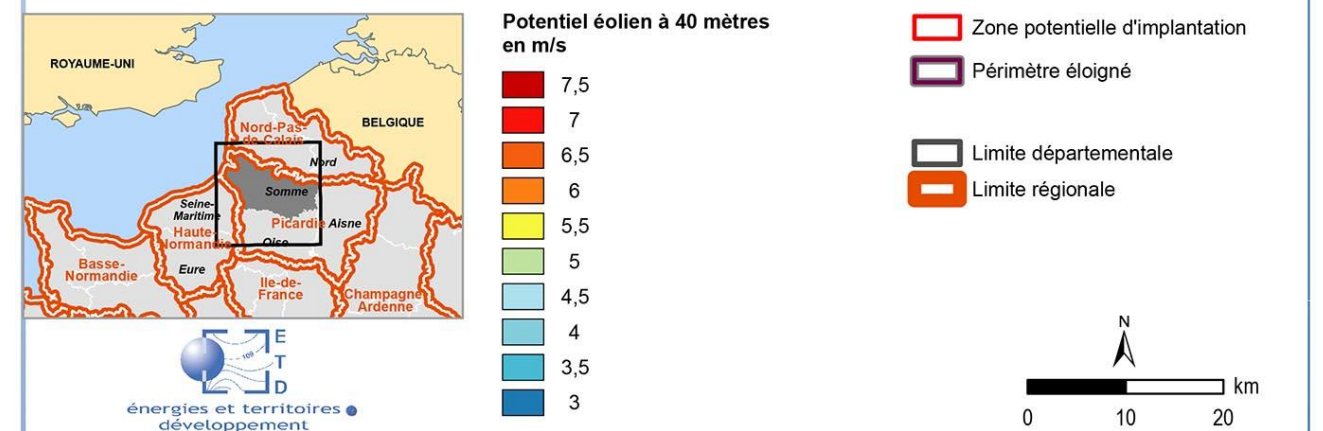 ROYAUME-UNI
BELGIQUE
Nord-Pas-
de-Calais
Nord
Somme
Seine-
Maritime
Haute-
Normandie
Picardie
Aisne
Oise
Basse-
Normandie
Eure
Ile-de-
France
Champagne
Ardenne
E
T
D
109
énergies et territoires
développement
Potentiel éolien à 40 mètres
en m/s
7,5
7
6,5
6
5,5
5
4,5
4
3,5
3
Zone potentielle d'implantation
Périmètre éloigné
Limite départementale
Limite régionale
N
km
0 10 20